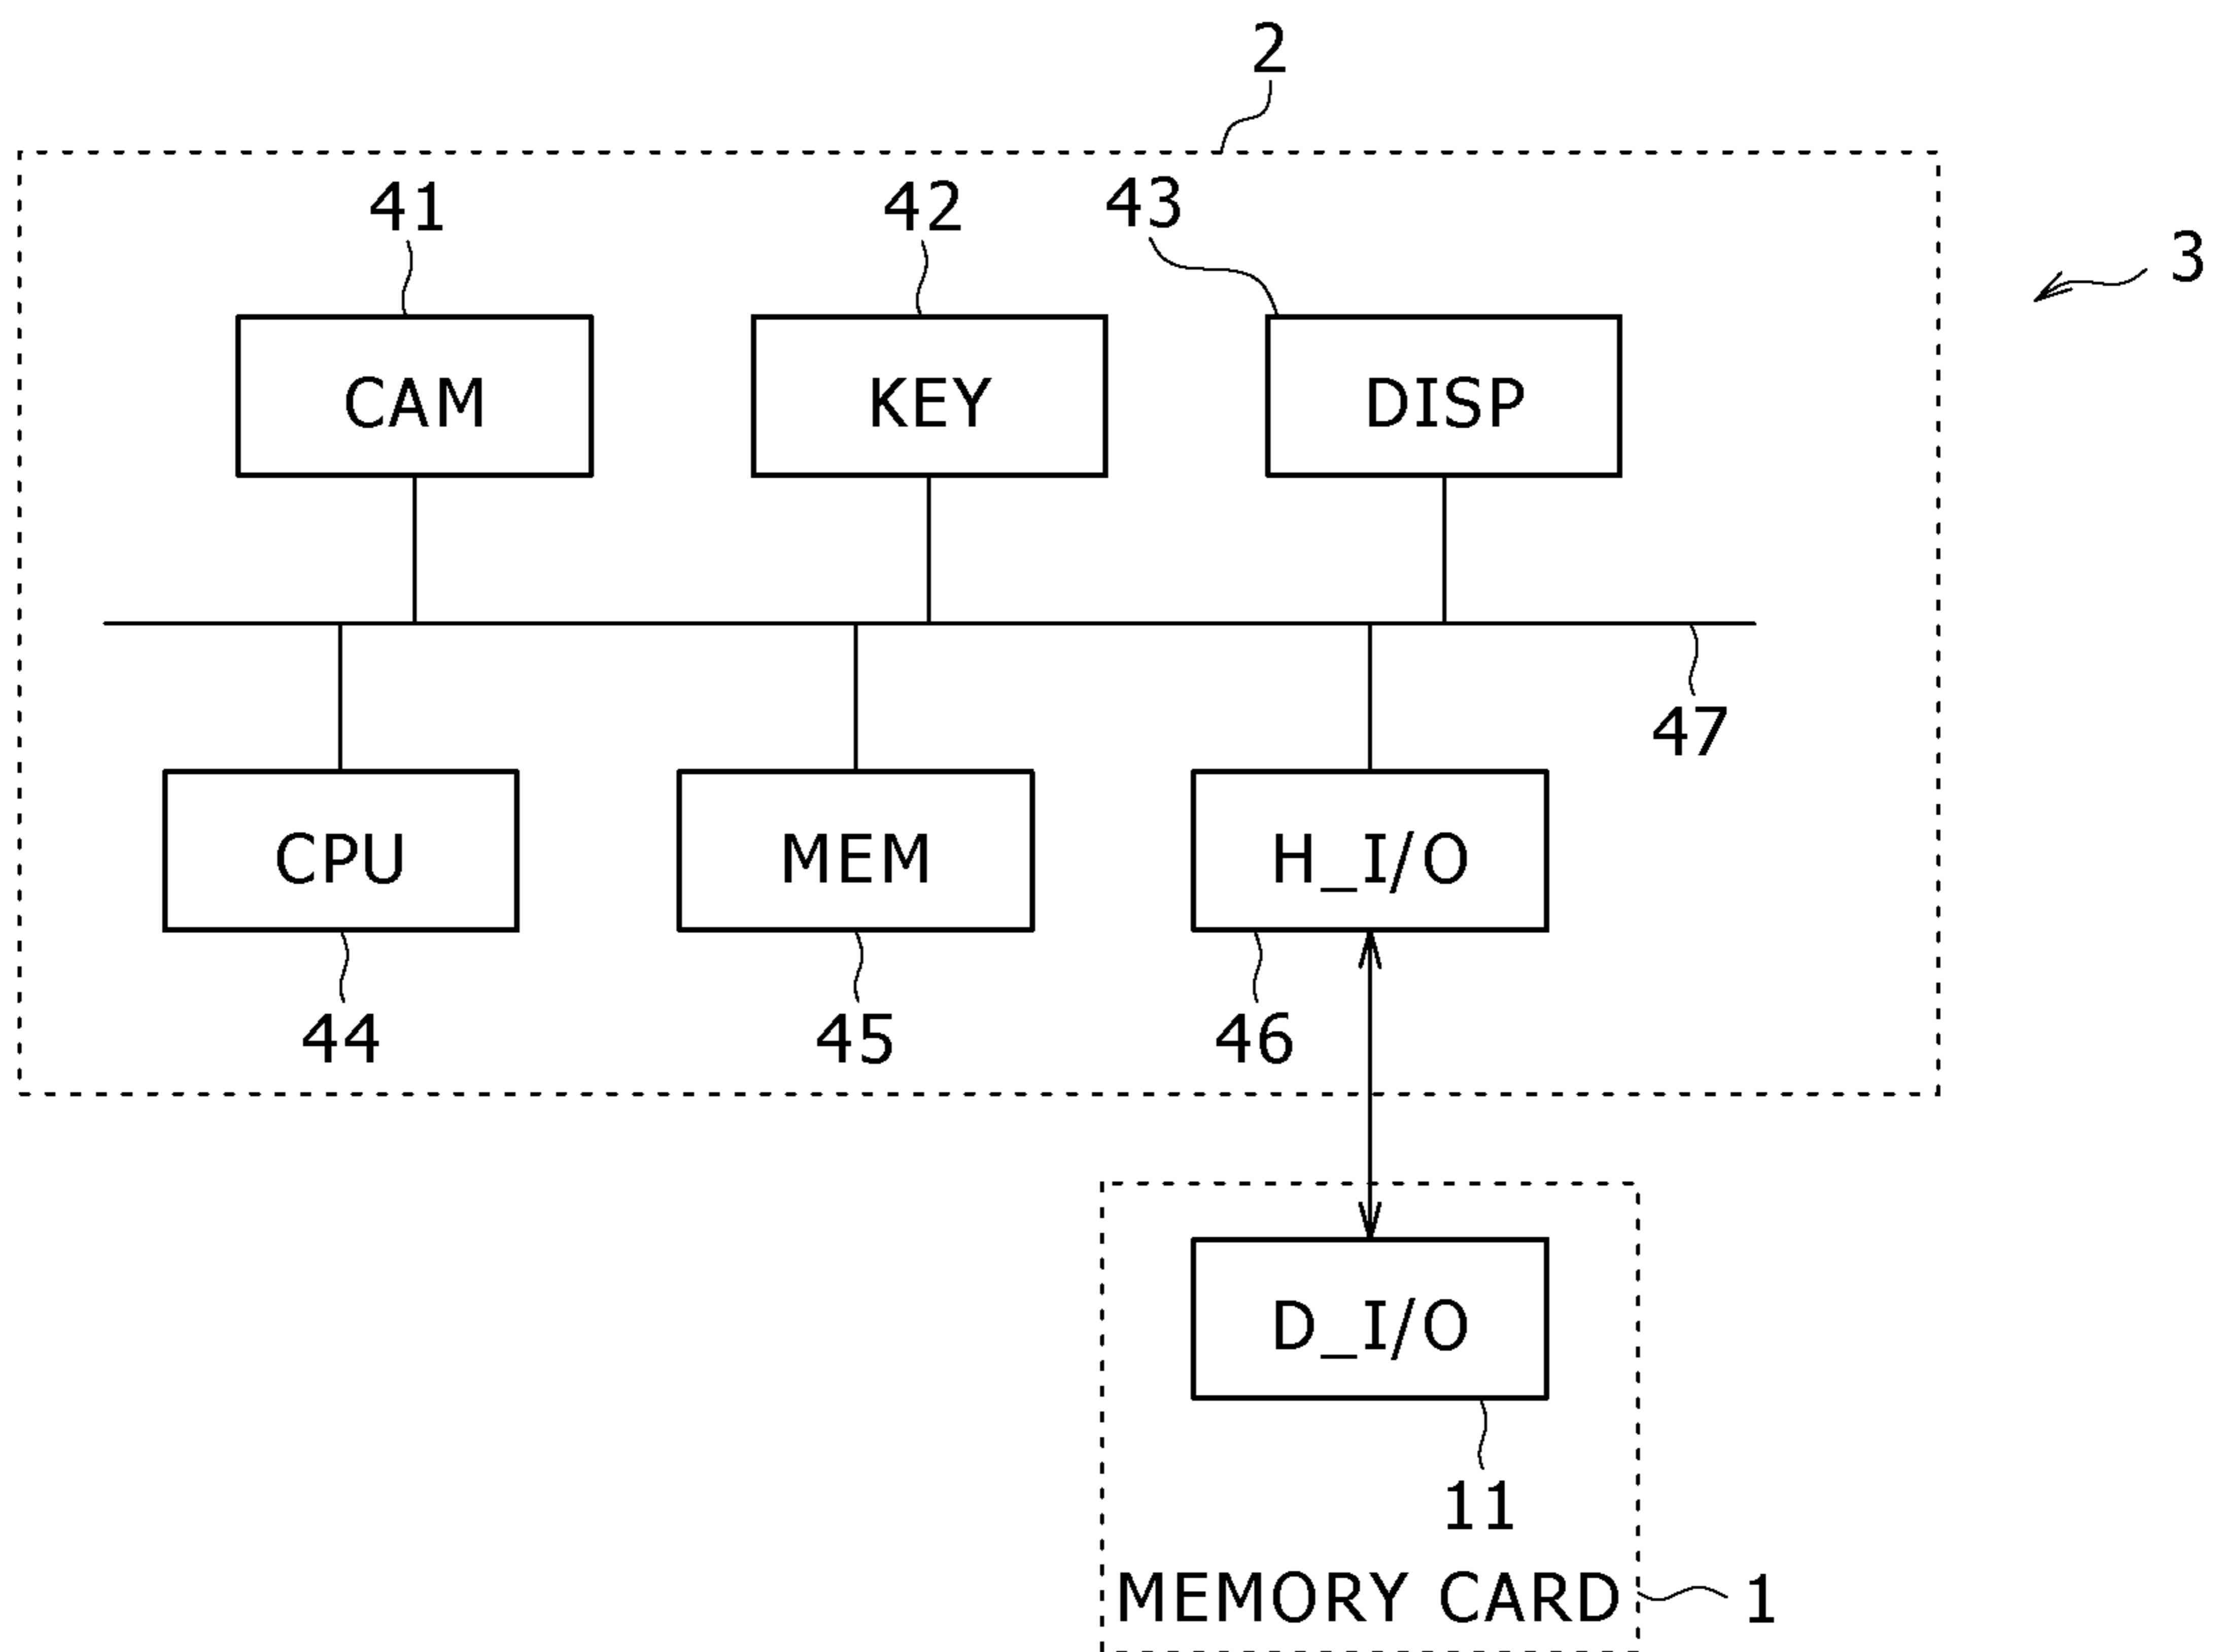 2
41 42 43
3
CAM KEY DISP
47
CPU MEM H_I/O
44 45 46
D_I/O
11
MEMORY CARD 1